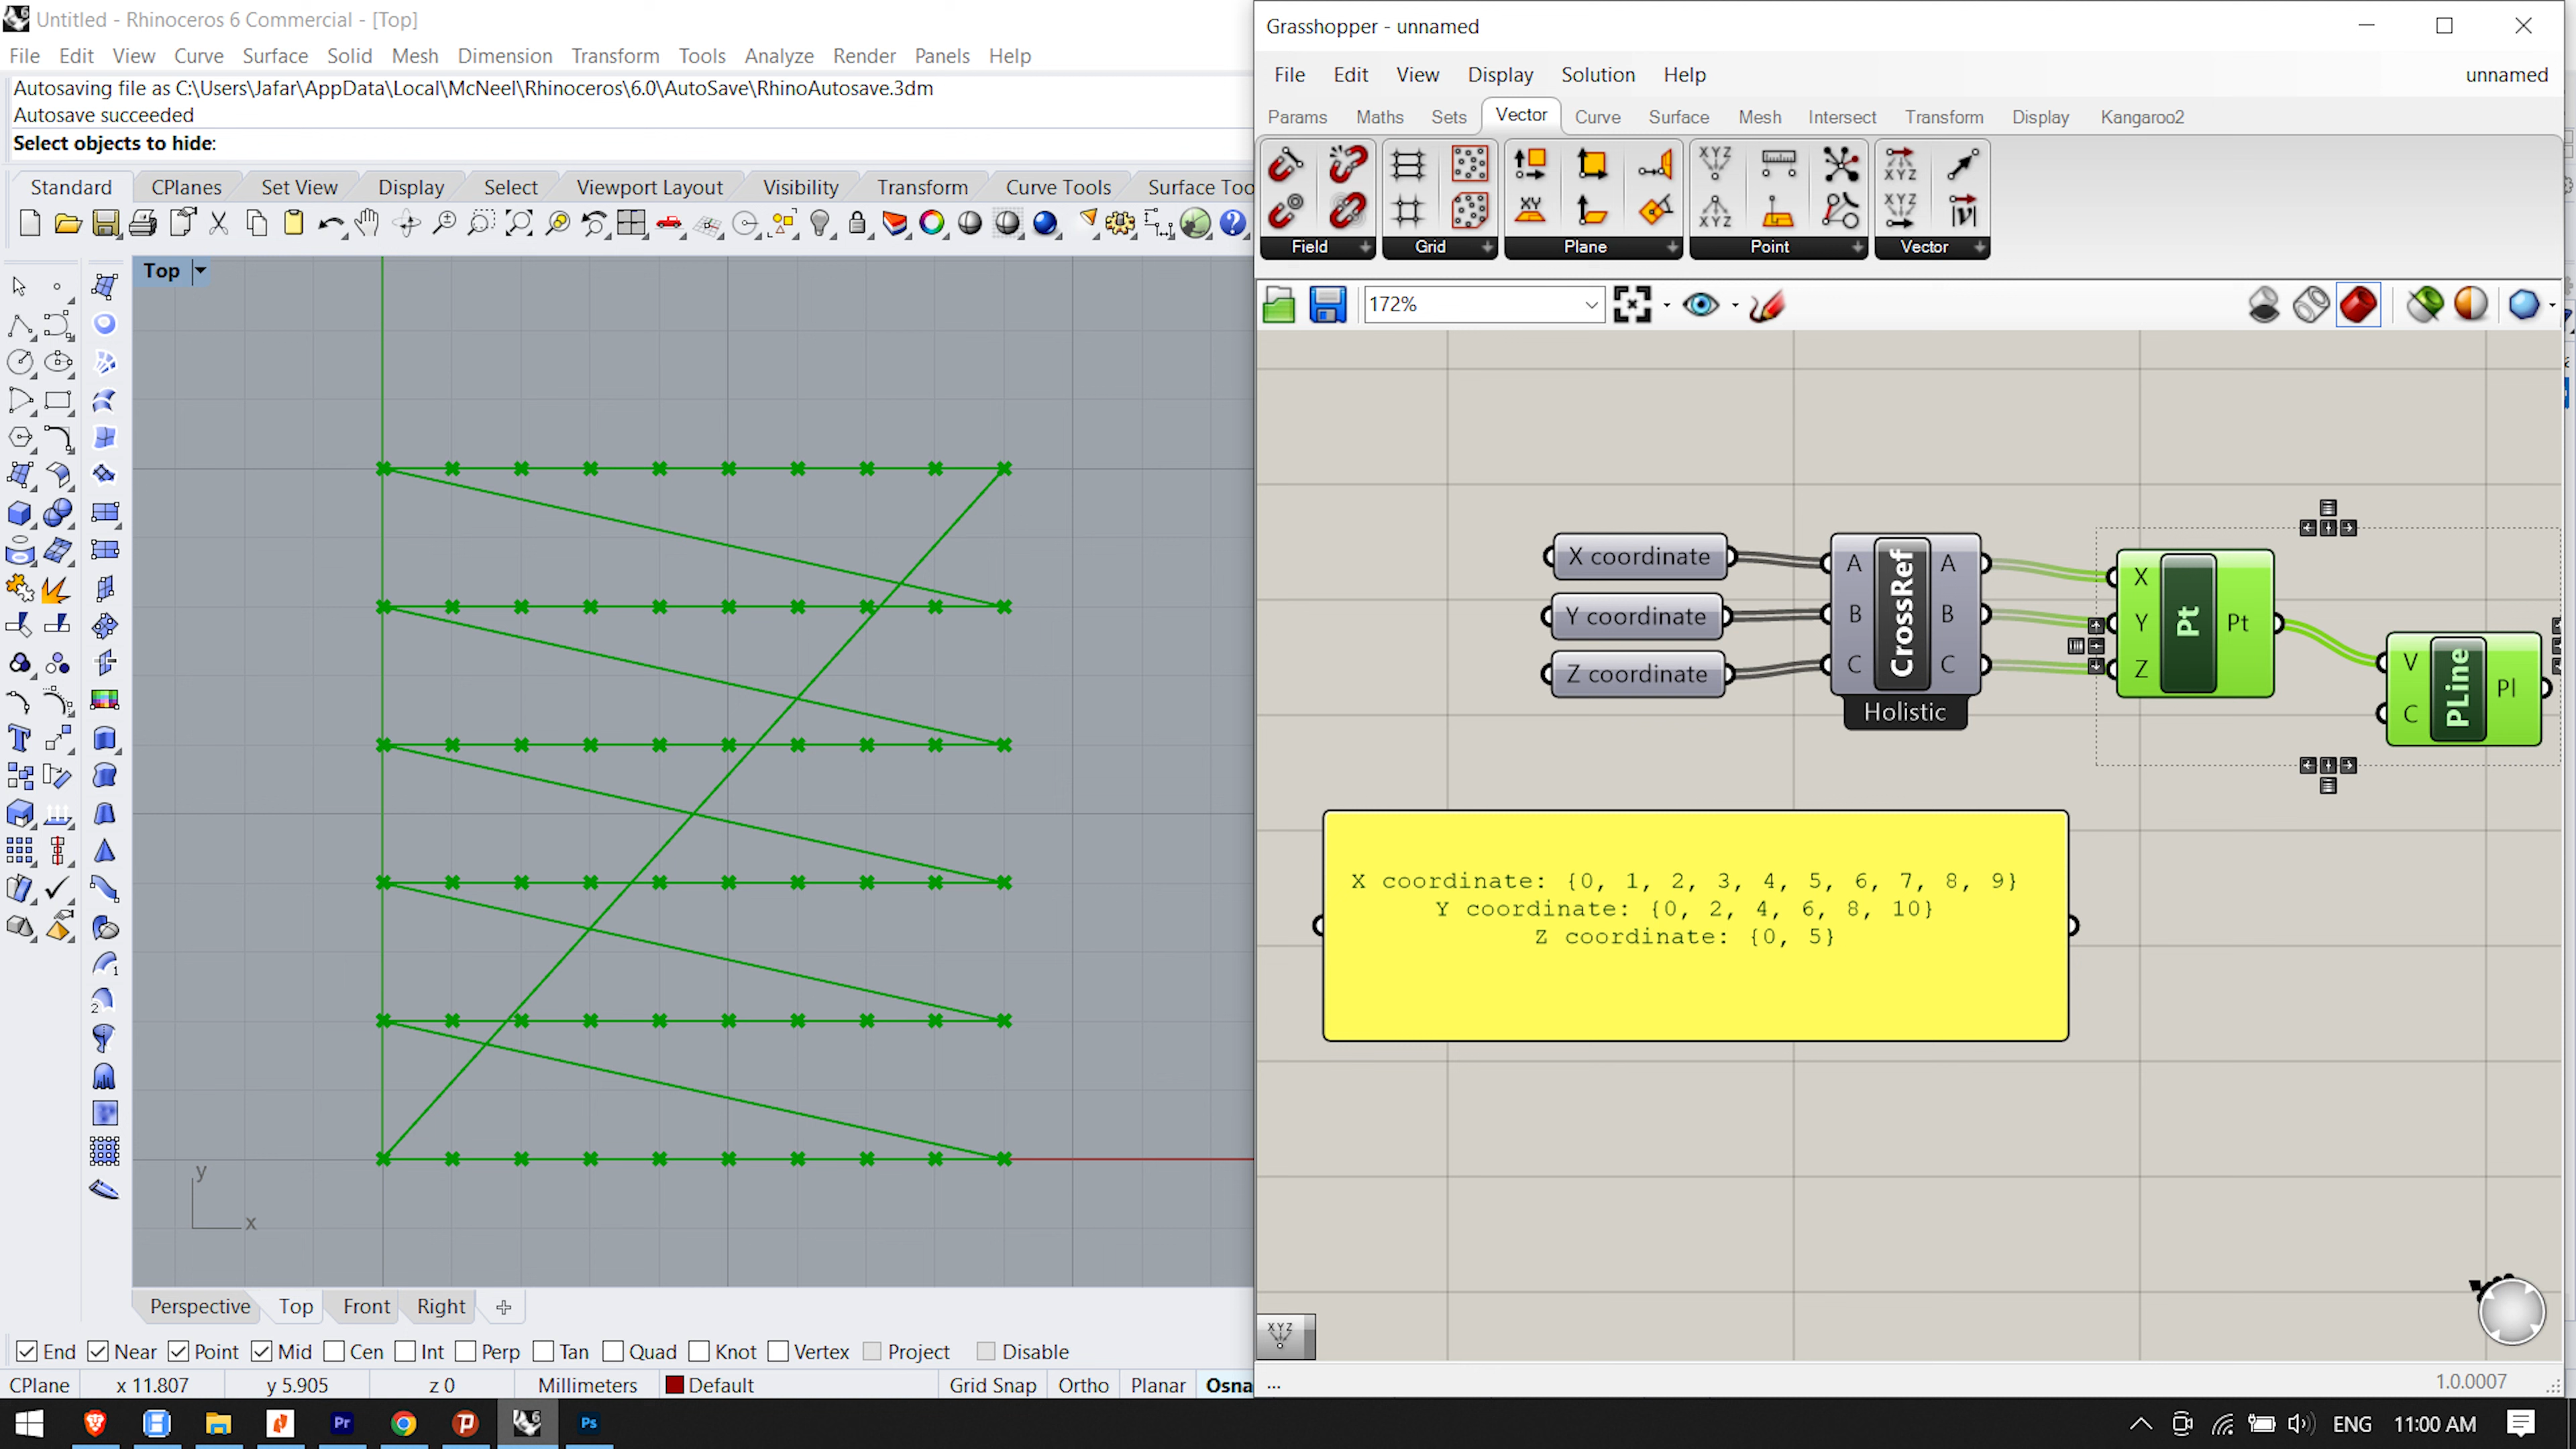 Untitled - Rhinoceros 6 Commercial - [Top]
File Edit View Curve Surface Solid Mesh Dimension Transform Tools Analyze Render Panels Help
Autosaving file as C:\Users\Jafar\AppData\Local\McNeel\Rhinoceros\6.0\AutoSave\RhinoAutosave.3dm
Autosave succeeded
Select objects to hide:
Standard CPlanes Set View Display Select Viewport Layout Visibility Transform Curve Tools Surface Too
Top
y
x
Perspective Top Front Right
End Near Point Mid Cen Int Perp Tan Quad Knot Vertex Project Disable
CPlane x 11.807 y 5.905 z 0 Millimeters Default Grid Snap Ortho Planar Osna
Grasshopper - unnamed
File Edit View Display Solution Help unnamed
Params Maths Sets Vector Curve Surface Mesh Intersect Transform Display Kangaroo2
Field Grid Plane Point Vector
172%
X coordinate
Y coordinate
Z coordinate
A B C CrossRef A B C
Holistic
X Y Z Pt Pt
V C PLine Pl
X coordinate: {0, 1, 2, 3, 4, 5, 6, 7, 8, 9}
Y coordinate: {0, 2, 4, 6, 8, 10}
Z coordinate: {0, 5}
XYZ
...
1.0.0007
Pr
6
Ps
ENG 11:00 AM